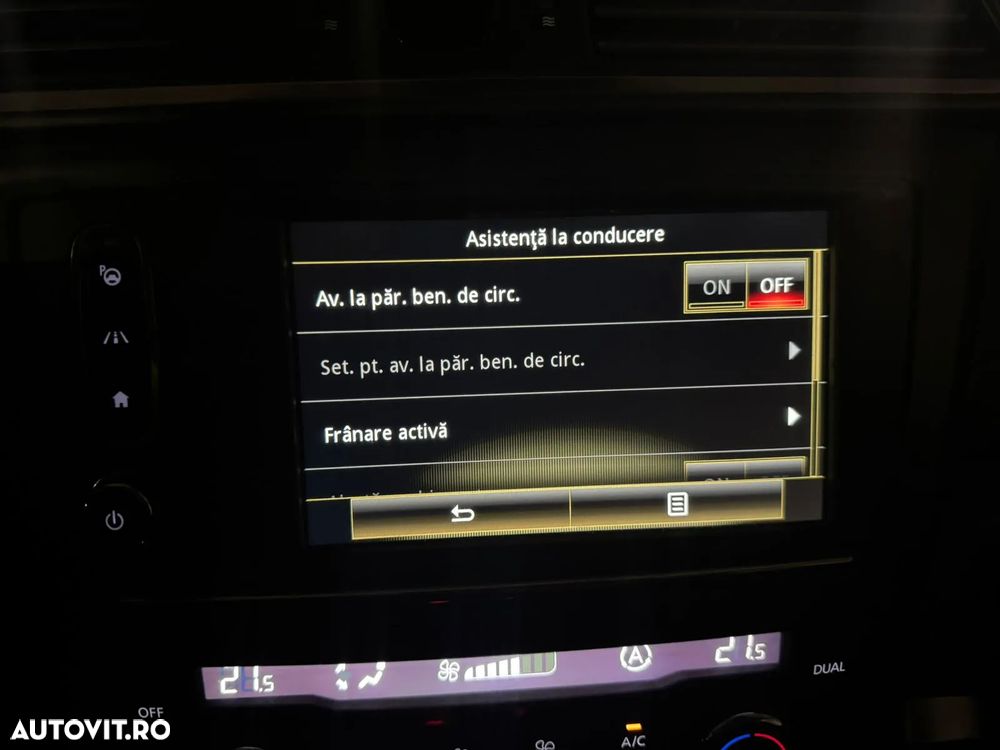 Asistență la conducere
Av. la păr. ben. de circ.
ON
OFF
Set. pt. av. la păr. ben. de circ.
Frânare activă
21.5
A
21.5
DUAL
OFF
A/C
AUTOVIT.RO